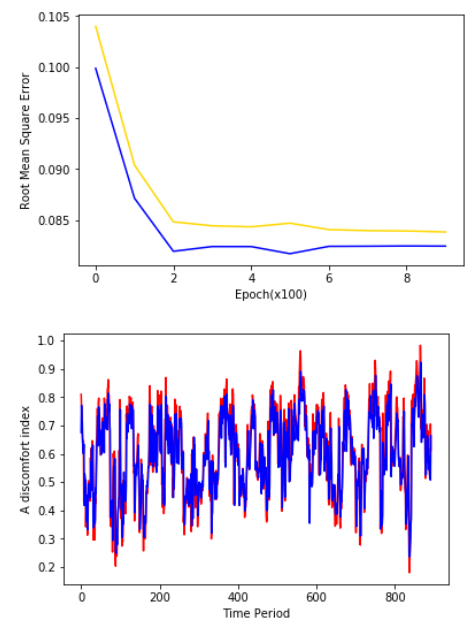 0.105
0.100
0.095
0.090
0.085
Root Mean Square Error
0 2 4 6 8
Epoch(x100)
1.0
0.9
0.8
0.7
0.6
0.5
0.4
0.3
0.2
A discomfort index
0 200 400 600 800
Time Period